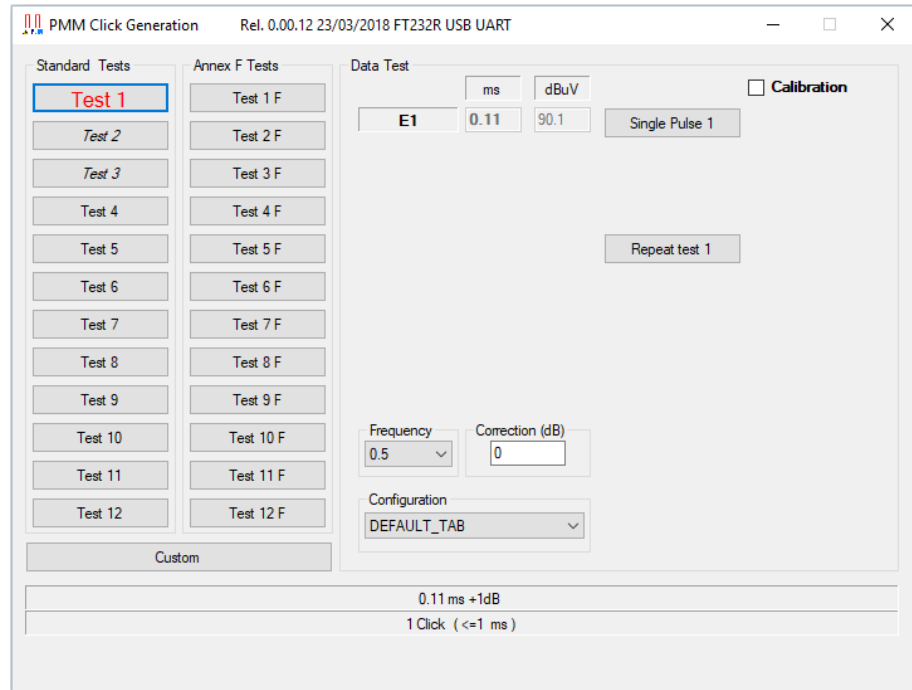 PMM Click Generation Rel. 0.00.12 23/03/2018 FT232R USB UART
Standard Tests
Test 1
Test 2
Test 3
Test 4
Test 5
Test 6
Test 7
Test 8
Test 9
Test 10
Test 11
Test 12
Annex F Tests
Test 1 F
Test 2 F
Test 3 F
Test 4 F
Test 5 F
Test 6 F
Test 7 F
Test 8 F
Test 9 F
Test 10 F
Test 11 F
Test 12 F
Custom
Data Test
ms dBuV
E1 0.11 90.1 Single Pulse 1
Calibration
Repeat test 1
Frequency Correction (dB)
0.5 0
Configuration
DEFAULT_TAB
0.11 ms +1dB
1 Click ( <=1 ms )